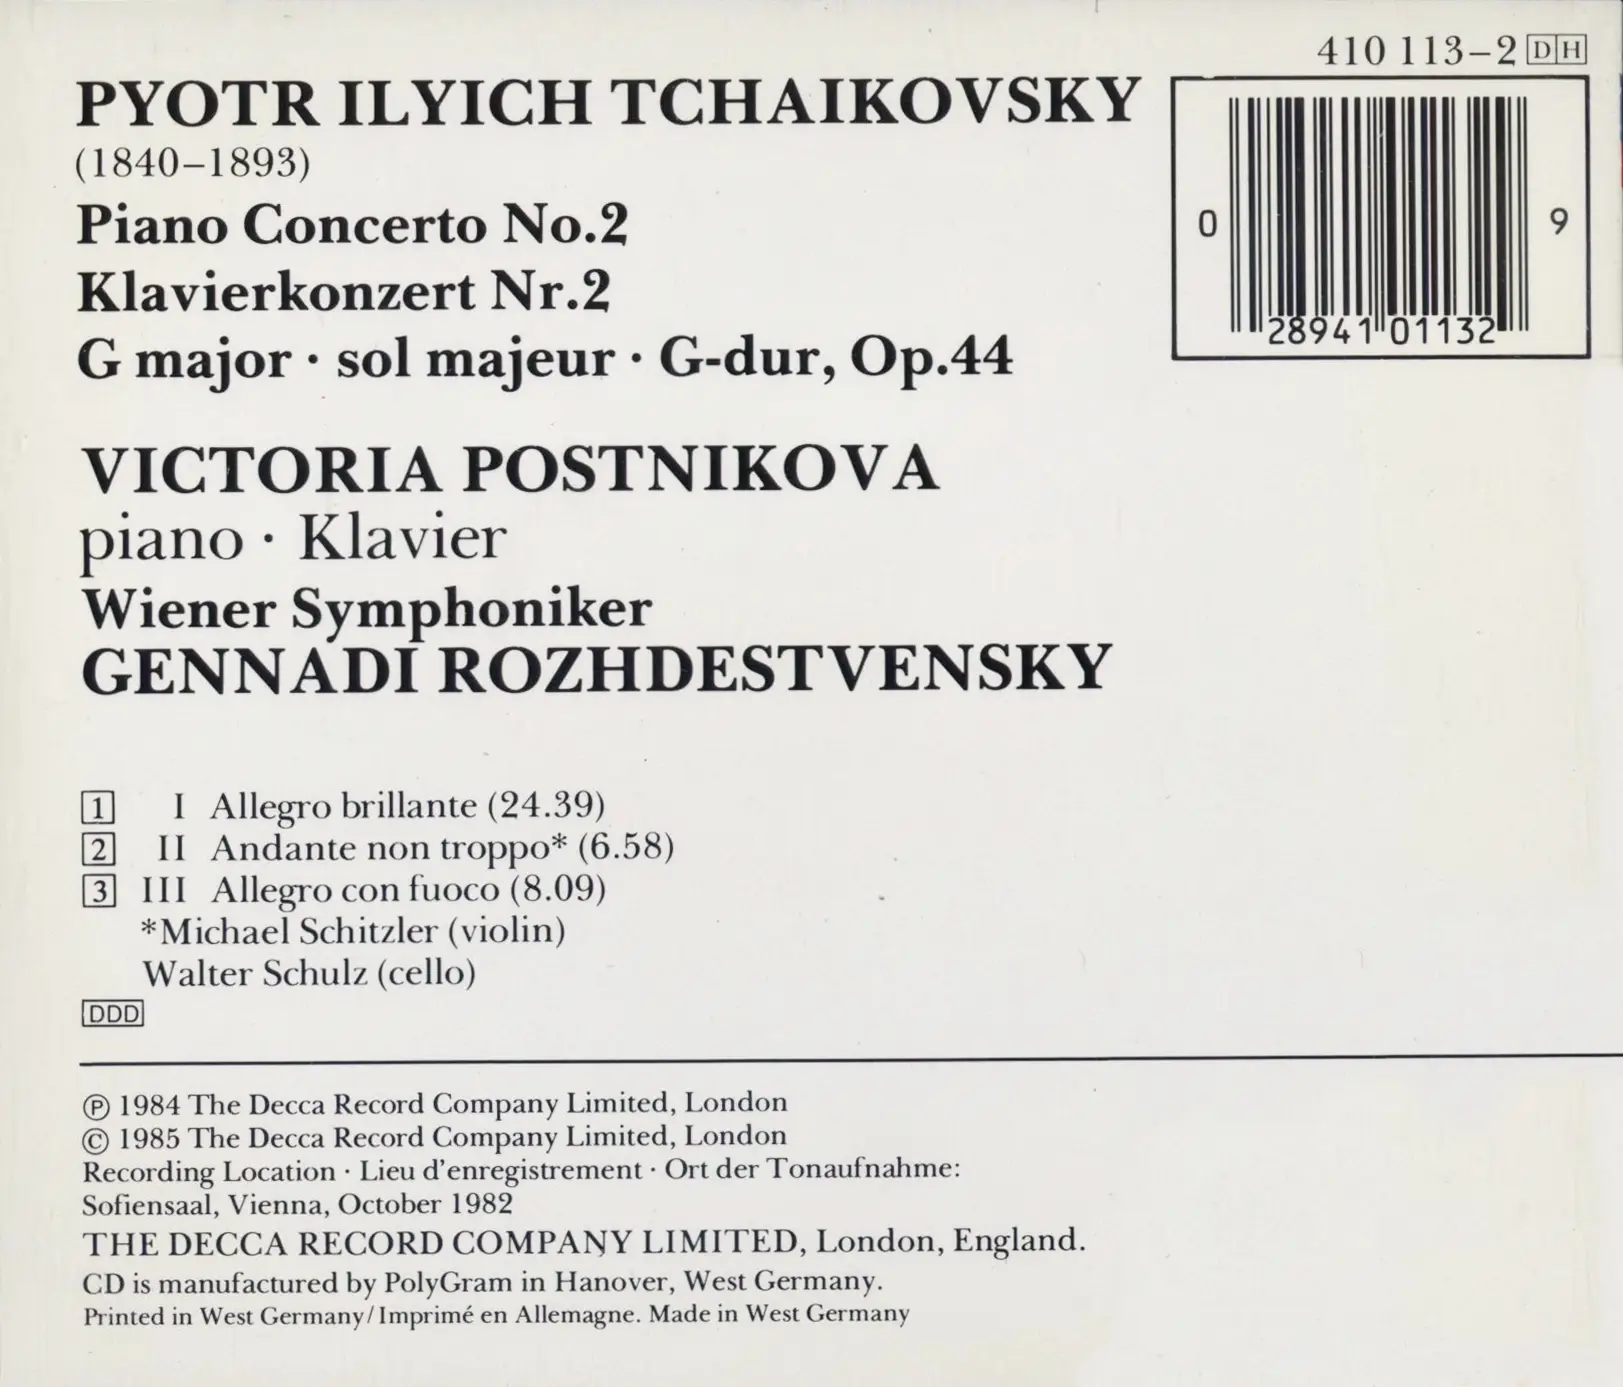 410 113-2 DH
PYOTR ILYICH TCHAIKOVSKY
(1840–1893)
Piano Concerto No.2
Klavierkonzert Nr.2
G major · sol majeur · G-dur, Op.44
0 28941 01132 9
VICTORIA POSTNIKOVA
piano · Klavier
Wiener Symphoniker
GENNADI ROZHDESTVENSKY
1 I Allegro brillante (24.39)
2 II Andante non troppo* (6.58)
3 III Allegro con fuoco (8.09)
*Michael Schitzler (violin)
Walter Schulz (cello)
DDD
Ⓟ 1984 The Decca Record Company Limited, London
© 1985 The Decca Record Company Limited, London
Recording Location · Lieu d'enregistrement · Ort der Tonaufnahme:
Sofiensaal, Vienna, October 1982
THE DECCA RECORD COMPANY LIMITED, London, England.
CD is manufactured by PolyGram in Hanover, West Germany.
Printed in West Germany/Imprimé en Allemagne. Made in West Germany